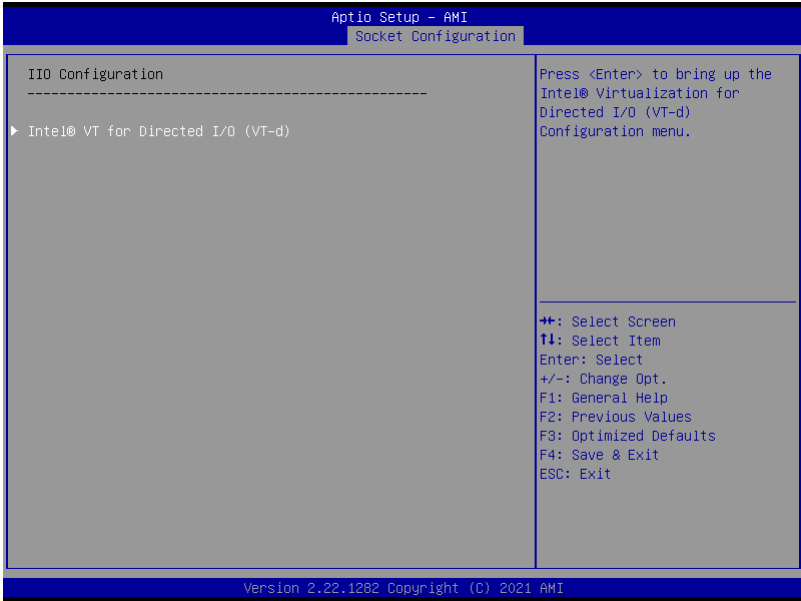 Aptio Setup – AMI
Socket Configuration
IIO Configuration
--------------------------------------------------
Intel® VT for Directed I/O (VT-d)
Press <Enter> to bring up the
Intel® Virtualization for
Directed I/O (VT-d)
Configuration menu.
→←: Select Screen
↑↓: Select Item
Enter: Select
+/-: Change Opt.
F1: General Help
F2: Previous Values
F3: Optimized Defaults
F4: Save & Exit
ESC: Exit
Version 2.22.1282 Copyright (C) 2021 AMI